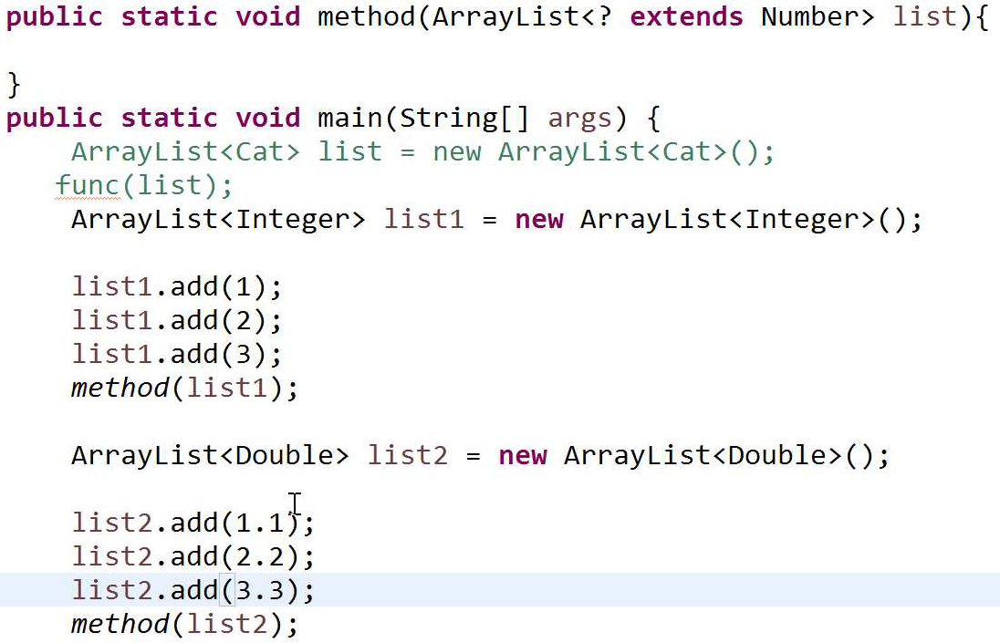 public static void method(ArrayList<? extends Number> list){
}
public static void main(String[] args) {
ArrayList<Cat> list = new ArrayList<Cat>();
func(list);
ArrayList<Integer> list1 = new ArrayList<Integer>();
list1.add(1);
list1.add(2);
list1.add(3);
method(list1);
ArrayList<Double> list2 = new ArrayList<Double>();
list2.add(1.1);
list2.add(2.2);
list2.add(3.3);
method(list2);